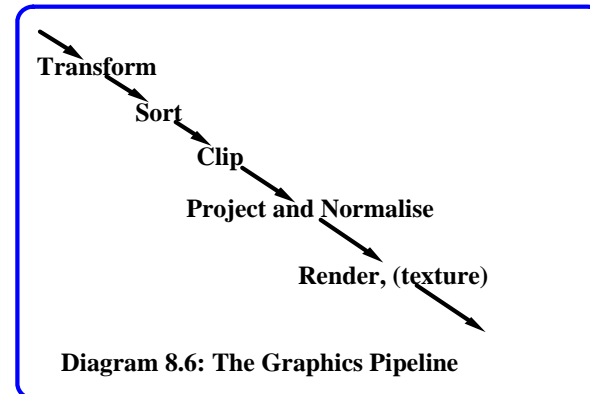 Transform
Sort
Clip
Project and Normalise
Render, (texture)
Diagram 8.6: The Graphics Pipeline